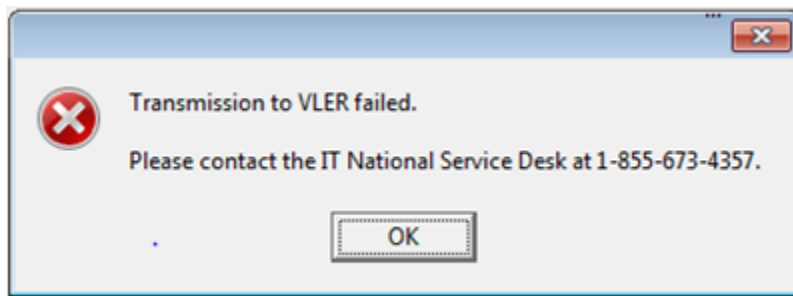 Transmission to VLER failed.
Please contact the IT National Service Desk at 1-855-673-4357.
OK